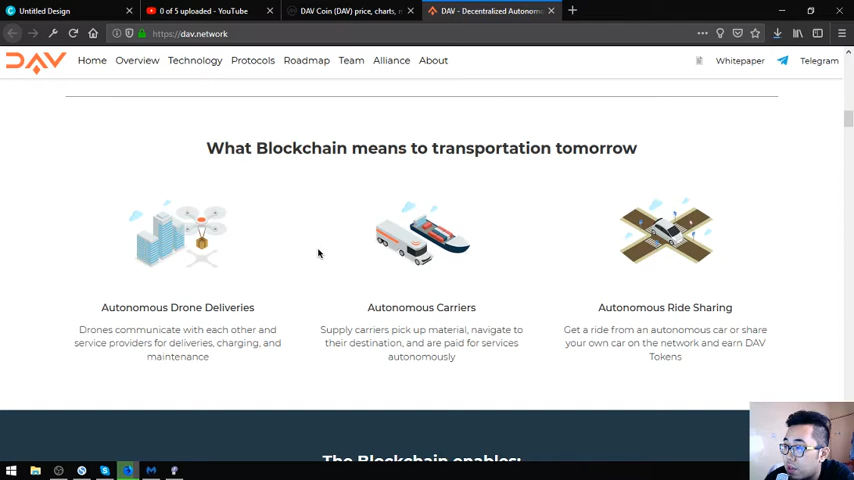 Untitled Design
0 of 5 uploaded - YouTube
DAV Coin (DAV) price, charts, m
DAV - Decentralized Autonomo
https://dav.network
DAV
Home
Overview
Technology
Protocols
Roadmap
Team
Alliance
About
Whitepaper
Telegram
What Blockchain means to transportation tomorrow
Autonomous Drone Deliveries
Drones communicate with each other and
service providers for deliveries, charging, and
maintenance
Autonomous Carriers
Supply carriers pick up material, navigate to
their destination, and are paid for services
autonomously
Autonomous Ride Sharing
Get a ride from an autonomous car or share
your own car on the network and earn DAV
Tokens
The Blockchain enables: